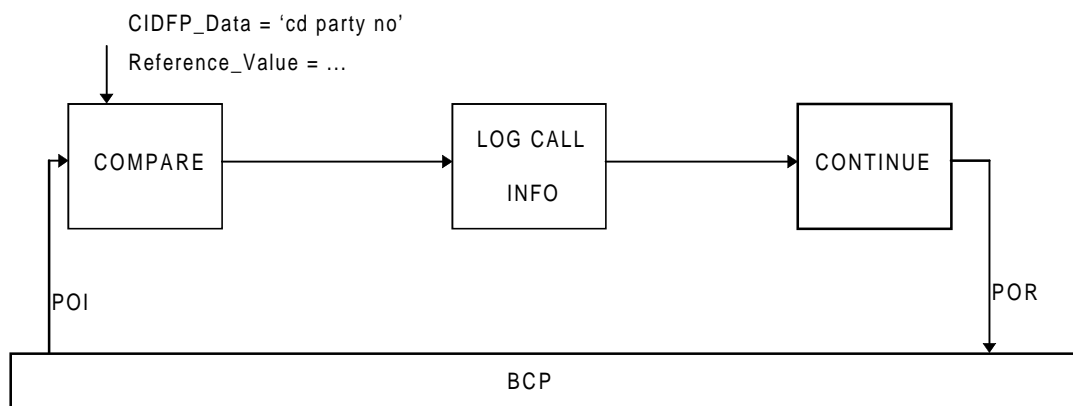 CIDFP_Data = ‘cd party no’
Reference_Value = ...
COMPARE
LOG CALL
INFO
CONTINUE
POI
POR
BCP